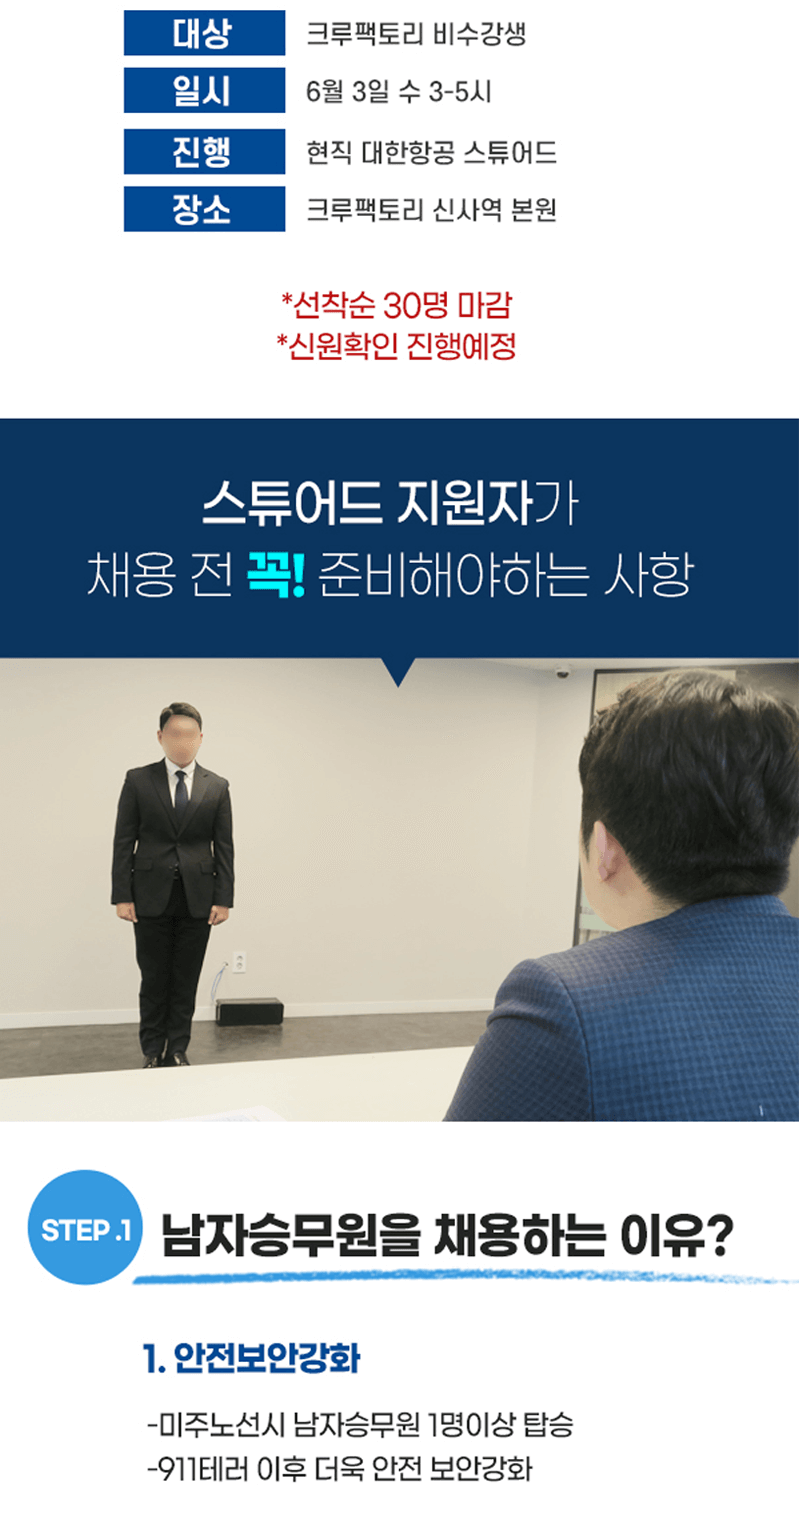 대상 크루팩토리 비수강생
일시 6월 3일 수 3-5시
진행 현직 대한항공 스튜어드
장소 크루팩토리 신사역 본원
*선착순 30명 마감
*신원확인 진행예정
스튜어드 지원자가
채용 전 꼭! 준비해야하는 사항
STEP .1 남자승무원을 채용하는 이유?
1. 안전보안강화
-미주노선시 남자승무원 1명이상 탑승
-911테러 이후 더욱 안전 보안강화